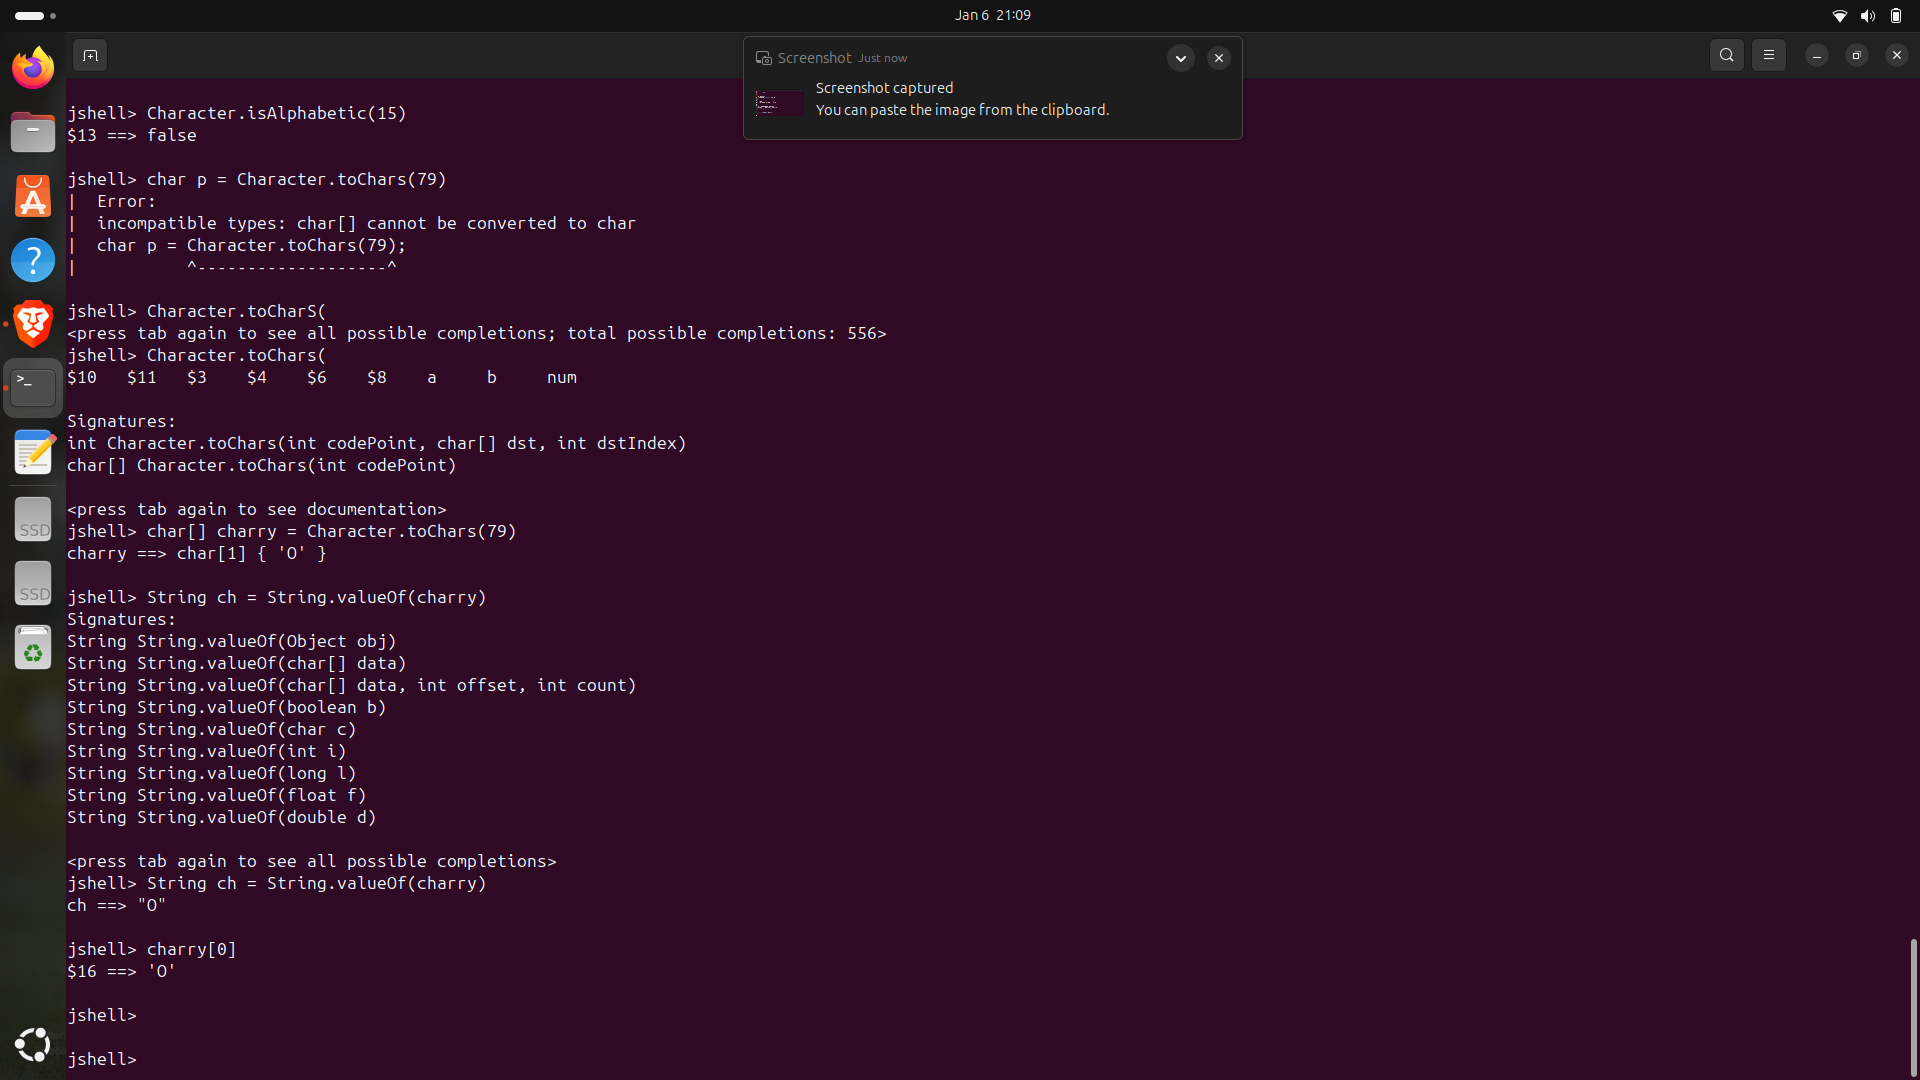 Jan 6 21:09
Screenshot Just now
Screenshot captured
You can paste the image from the clipboard.
jshell> Character.isAlphabetic(15)
$13 ==> false
jshell> char p = Character.toChars(79)
|  Error:
|  incompatible types: char[] cannot be converted to char
|  char p = Character.toChars(79);
|           ^-------------------^
jshell> Character.toCharS(
<press tab again to see all possible completions; total possible completions: 556>
jshell> Character.toChars(
$10   $11   $3    $4    $6    $8    a     b     num
Signatures:
int Character.toChars(int codePoint, char[] dst, int dstIndex)
char[] Character.toChars(int codePoint)
<press tab again to see documentation>
jshell> char[] charry = Character.toChars(79)
charry ==> char[1] { 'O' }
jshell> String ch = String.valueOf(charry)
Signatures:
String String.valueOf(Object obj)
String String.valueOf(char[] data)
String String.valueOf(char[] data, int offset, int count)
String String.valueOf(boolean b)
String String.valueOf(char c)
String String.valueOf(int i)
String String.valueOf(long l)
String String.valueOf(float f)
String String.valueOf(double d)
<press tab again to see all possible completions>
jshell> String ch = String.valueOf(charry)
ch ==> "O"
jshell> charry[0]
$16 ==> 'O'
jshell>
jshell>
>_
?
SSD
SSD